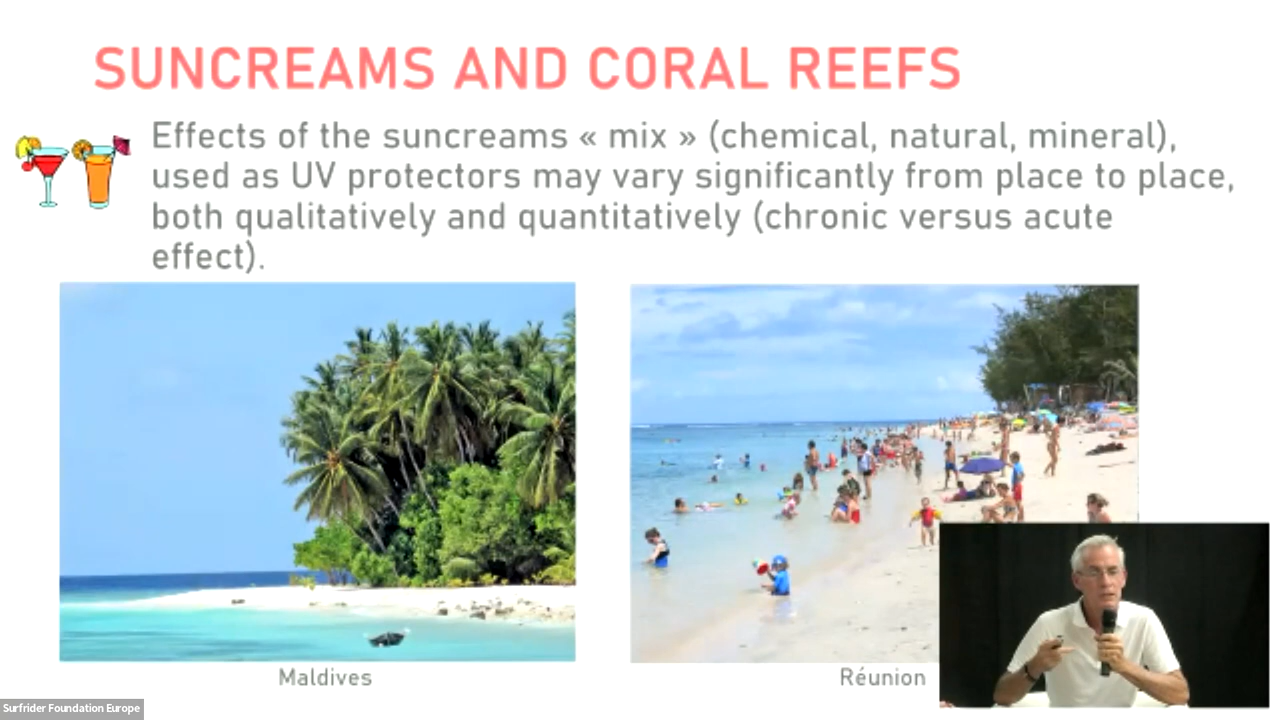 SUNCREAMS AND CORAL REEFS
Effects of the suncreams « mix » (chemical, natural, mineral),
used as UV protectors may vary significantly from place to place,
both qualitatively and quantitatively (chronic versus acute
effect).
Maldives
Réunion
Surfrider Foundation Europe